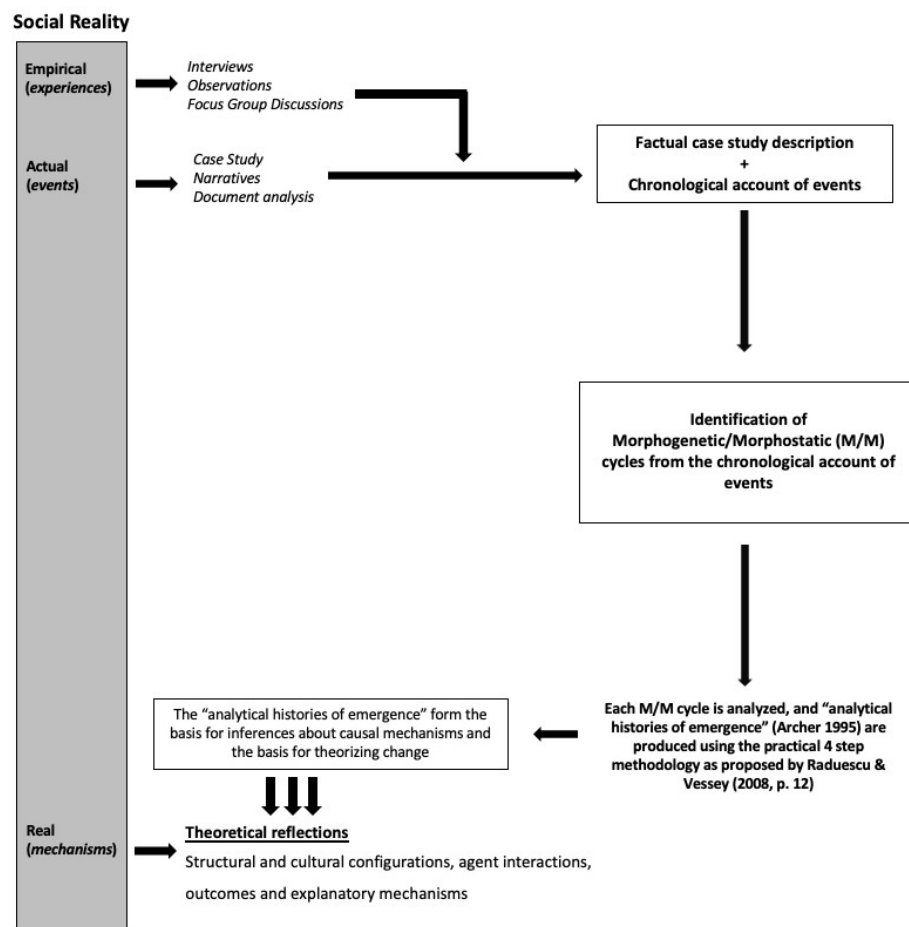 Social Reality
Empirical
(experiences)
Interviews
Observations
Focus Group Discussions
Actual
(events)
Case Study
Narratives
Document analysis
Factual case study description
+
Chronological account of events
Identification of
Morphogenetic/Morphostatic (M/M)
cycles from the chronological account of
events
Each M/M cycle is analyzed, and “analytical
histories of emergence” (Archer 1995) are
produced using the practical 4 step
methodology as proposed by Raduescu &
Vessey (2008, p. 12)
The “analytical histories of emergence” form the
basis for inferences about causal mechanisms and
the basis for theorizing change
Real
(mechanisms)
Theoretical reflections
Structural and cultural configurations, agent interactions,
outcomes and explanatory mechanisms